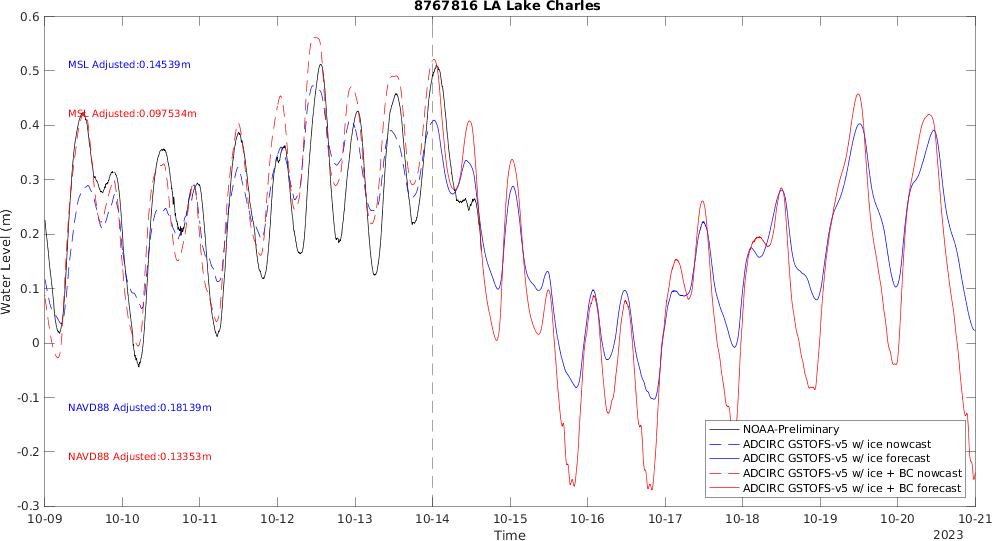 8767816 LA Lake Charles
0.6
0.5
0.4
0.3
0.2
0.1
0
-0.1
-0.2
-0.3
Water Level (m)
MSL Adjusted:0.14539m
MSL Adjusted:0.097534m
NAVD88 Adjusted:0.18139m
NAVD88 Adjusted:0.13353m
NOAA-Preliminary
ADCIRC GSTOFS-v5 w/ ice nowcast
ADCIRC GSTOFS-v5 w/ ice forecast
ADCIRC GSTOFS-v5 w/ ice + BC nowcast
ADCIRC GSTOFS-v5 w/ ice + BC forecast
10-09 10-10 10-11 10-12 10-13 10-14 10-15 10-16 10-17 10-18 10-19 10-20 10-21
Time
2023